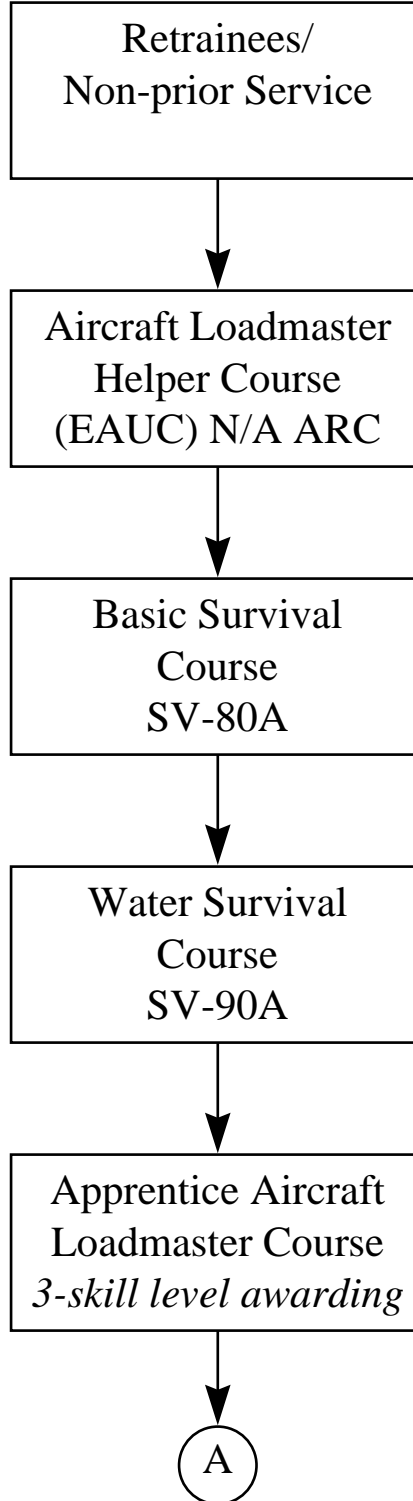 Retrainees/
Non-prior Service
Aircraft Loadmaster
Helper Course
(EAUC) N/A ARC
Basic Survival
Course
SV-80A
Water Survival
Course
SV-90A
Apprentice Aircraft
Loadmaster Course
3-skill level awarding
A